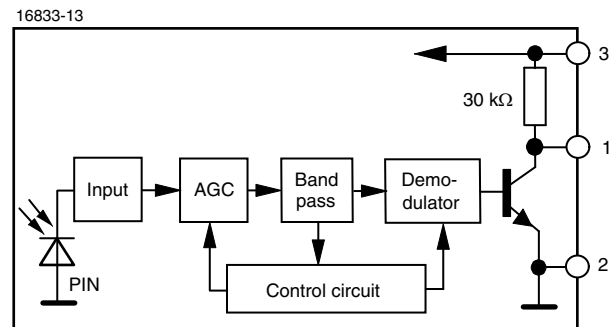 16833-13
3
30 kΩ
1
Input
AGC
Band
pass
Demo-
dulator
2
PIN
Control circuit